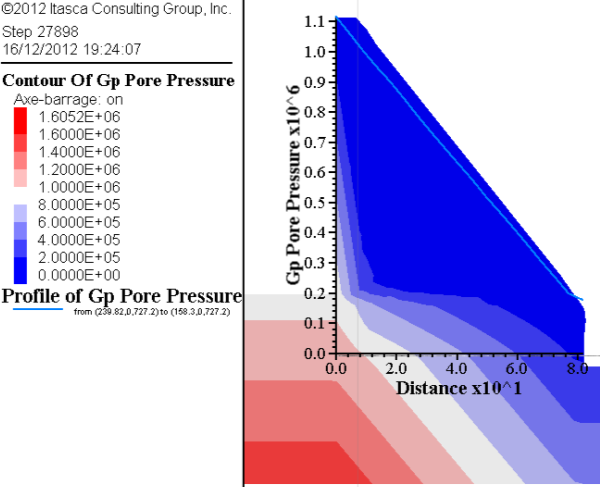 ©2012 Itasca Consulting Group, Inc.
Step 27898
16/12/2012 19:24:07
Contour Of Gp Pore Pressure
Axe-barrage: on
1.6052E+06
1.6000E+06
1.4000E+06
1.2000E+06
1.0000E+06
8.0000E+05
6.0000E+05
4.0000E+05
2.0000E+05
0.0000E+00
Profile of Gp Pore Pressure
from (239.82,0,727.2) to (158.3,0,727.2)
Gp Pore Pressure x10^6
1.1
1.0
0.9
0.8
0.7
0.6
0.5
0.4
0.3
0.2
0.1
0.0
0.0 2.0 4.0 6.0 8.0
Distance x10^1